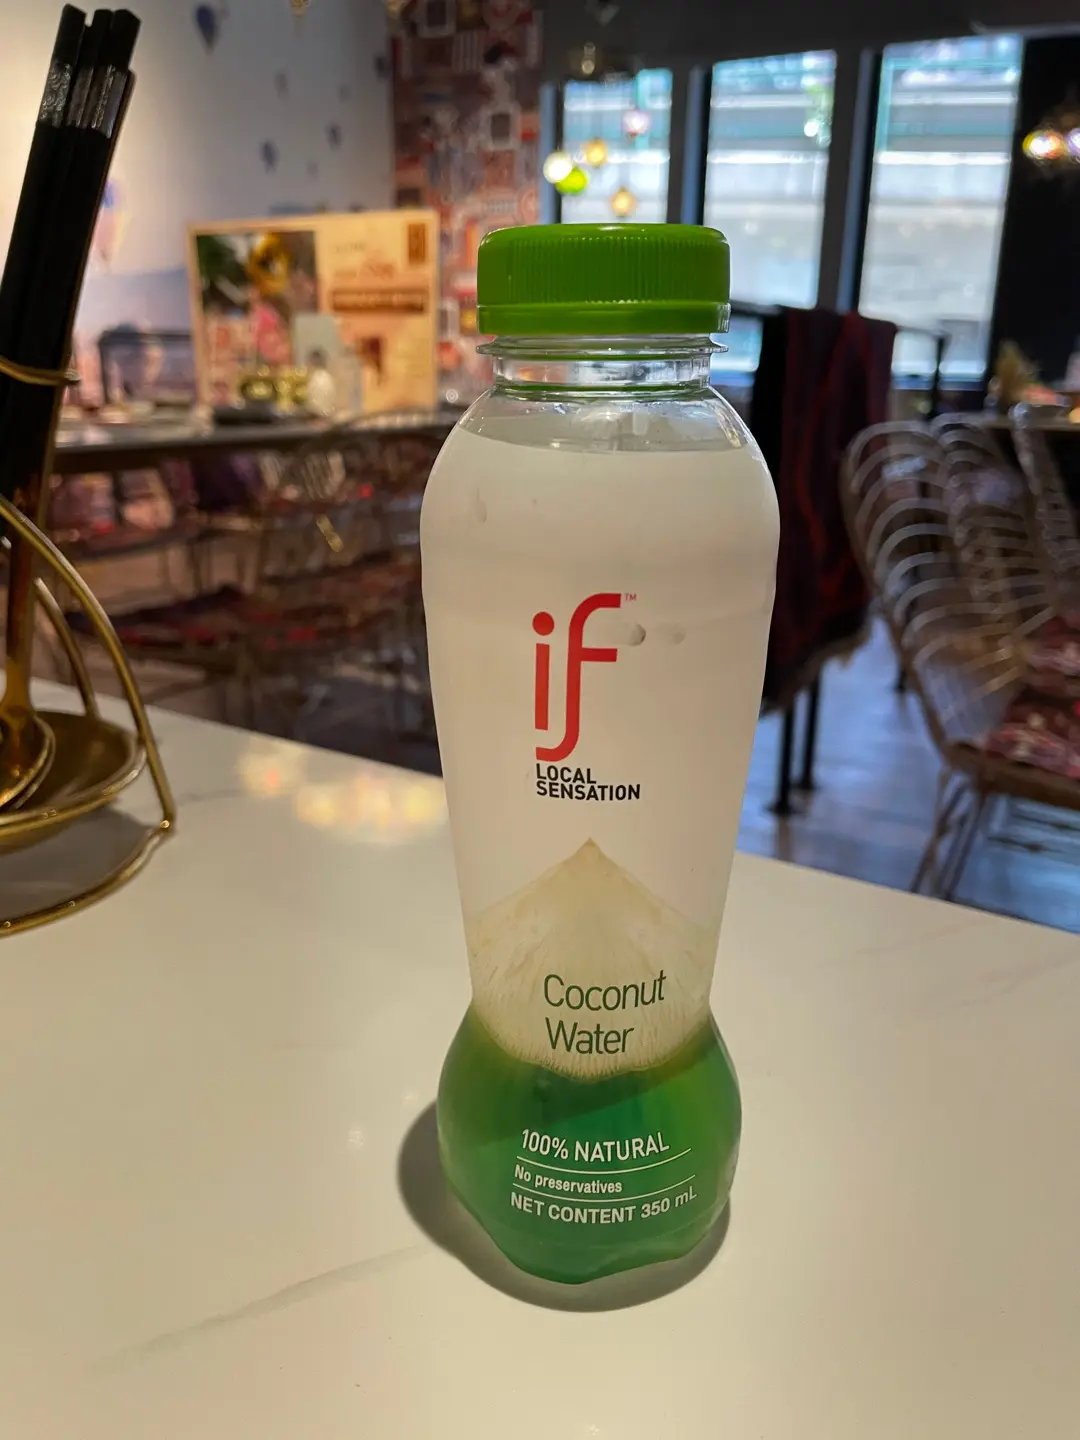 if™
LOCAL
SENSATION
Coconut
Water
100% NATURAL
No preservatives
NET CONTENT 350 mL